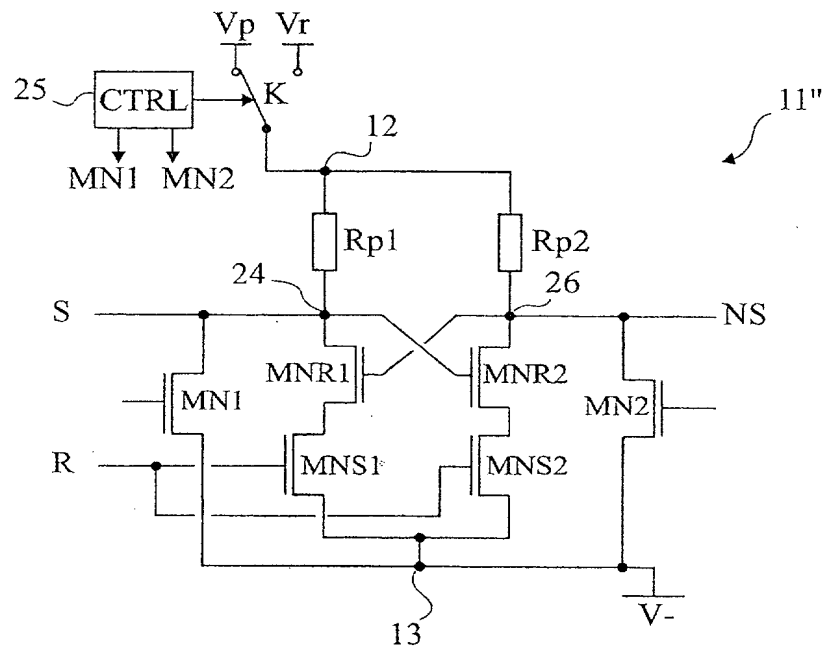 Vp Vr
25 CTRL K 11"
MN1 MN2 12
Rp1 Rp2
24 26
S NS
MNR1 MNR2
MN1 MN2
R MNS1 MNS2
13 V-